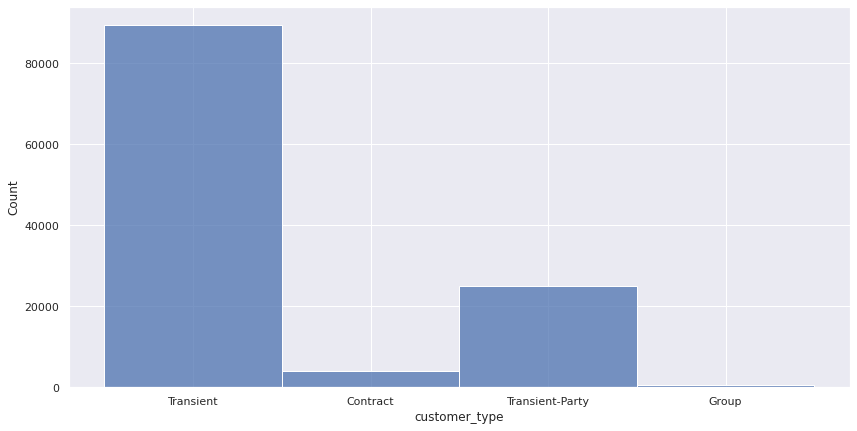 80000
60000
40000
20000
0
Count
Transient
Contract
Transient-Party
Group
customer_type